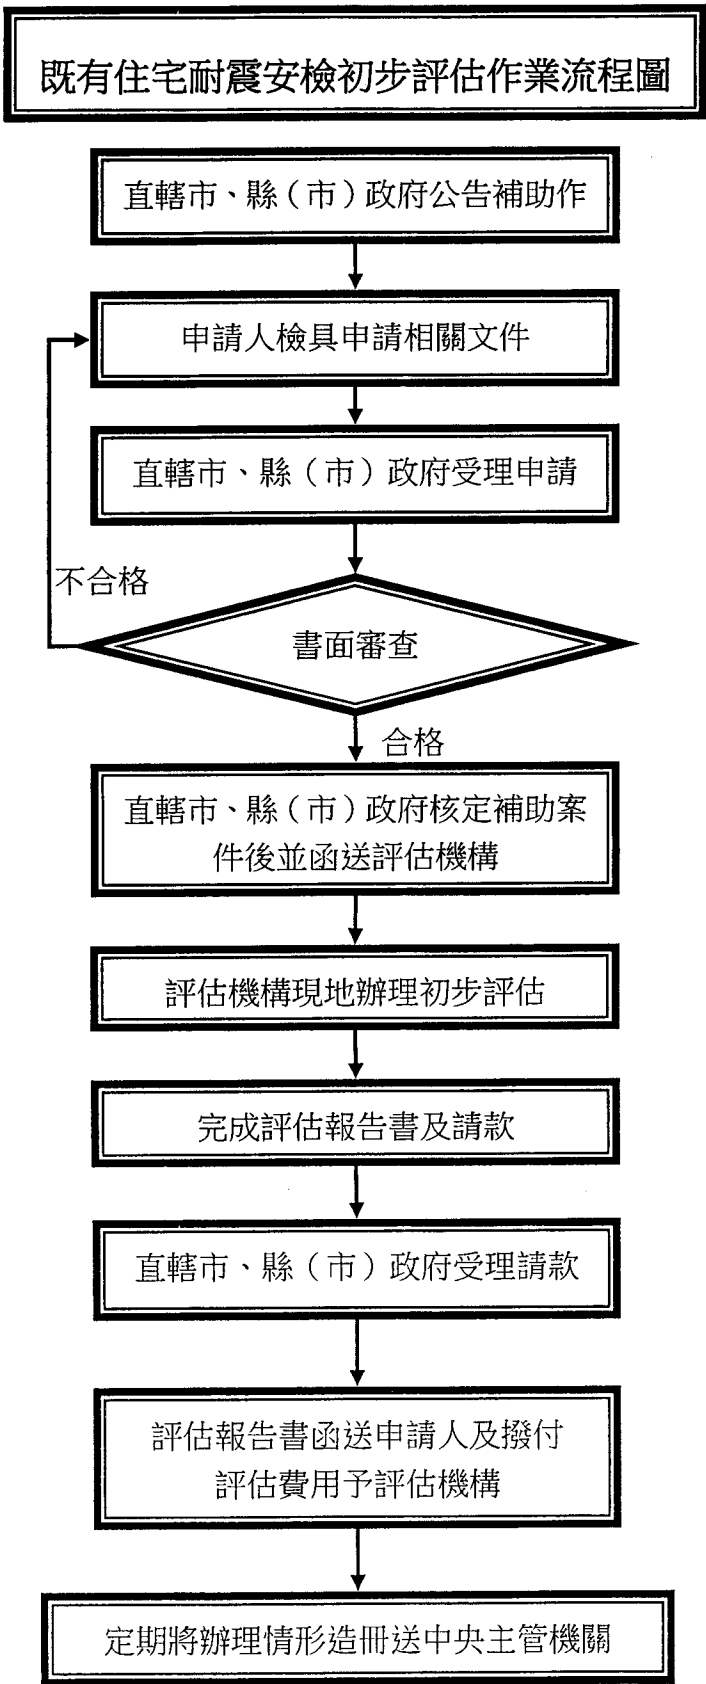 既有住宅耐震安檢初步評估作業流程圖
直轄市、縣（市）政府公告補助作
申請人檢具申請相關文件
直轄市、縣（市）政府受理申請
不合格
書面審查
合格
直轄市、縣（市）政府核定補助案
件後並函送評估機構
評估機構現地辦理初步評估
完成評估報告書及請款
直轄市、縣（市）政府受理請款
評估報告書函送申請人及撥付
評估費用予評估機構
定期將辦理情形造冊送中央主管機關